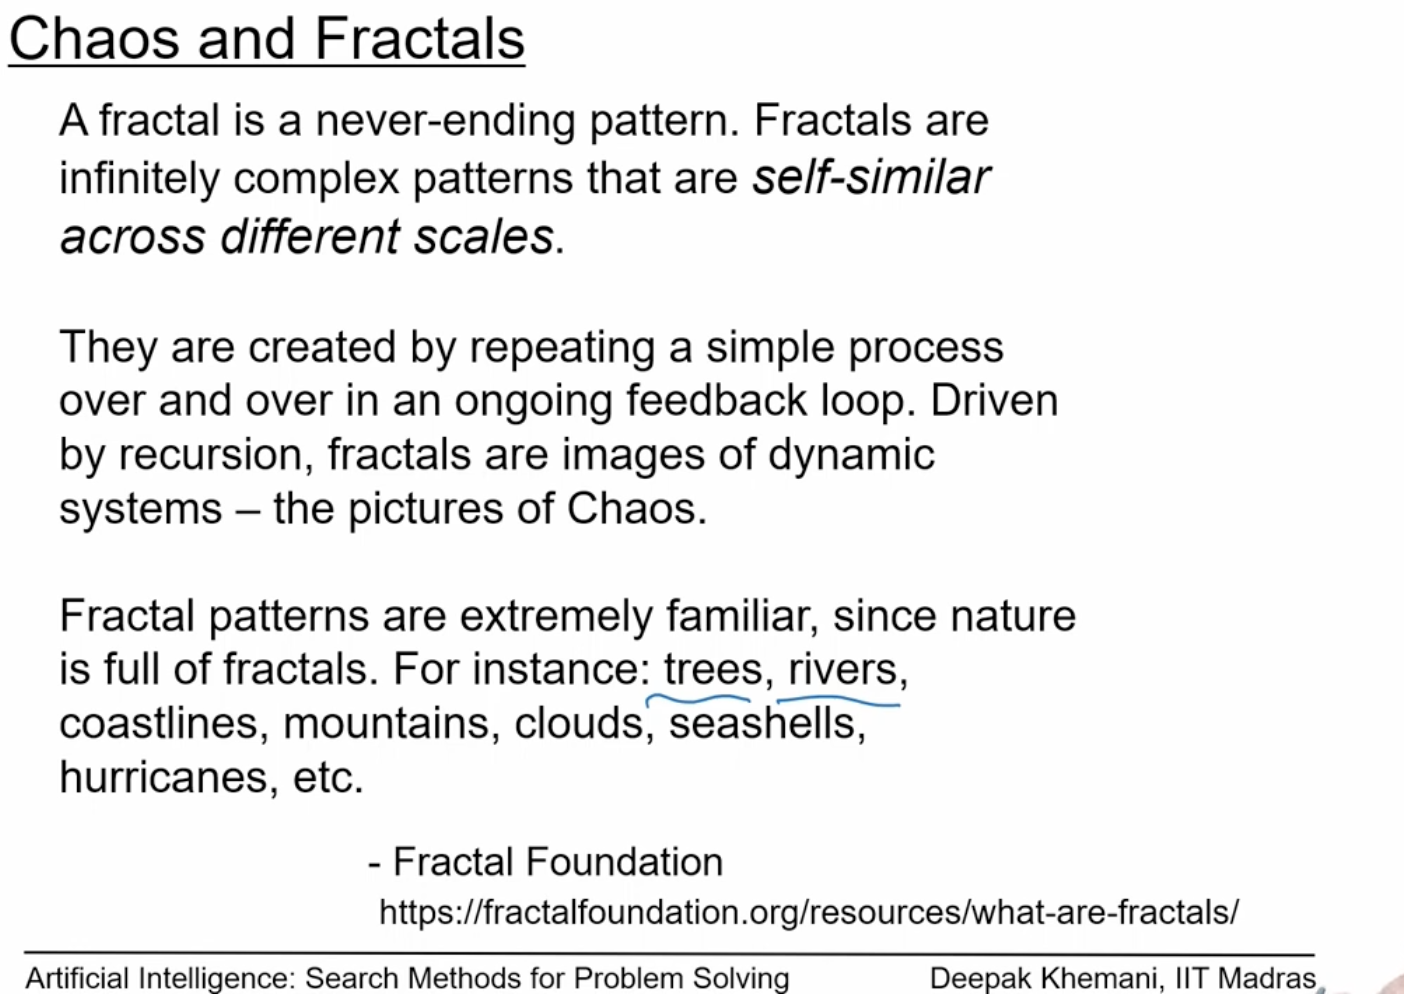 Chaos and Fractals
A fractal is a never-ending pattern. Fractals are
infinitely complex patterns that are self-similar
across different scales.
They are created by repeating a simple process
over and over in an ongoing feedback loop. Driven
by recursion, fractals are images of dynamic
systems – the pictures of Chaos.
Fractal patterns are extremely familiar, since nature
is full of fractals. For instance: trees, rivers,
coastlines, mountains, clouds, seashells,
hurricanes, etc.
- Fractal Foundation
https://fractalfoundation.org/resources/what-are-fractals/
Artificial Intelligence: Search Methods for Problem Solving Deepak Khemani, IIT Madras